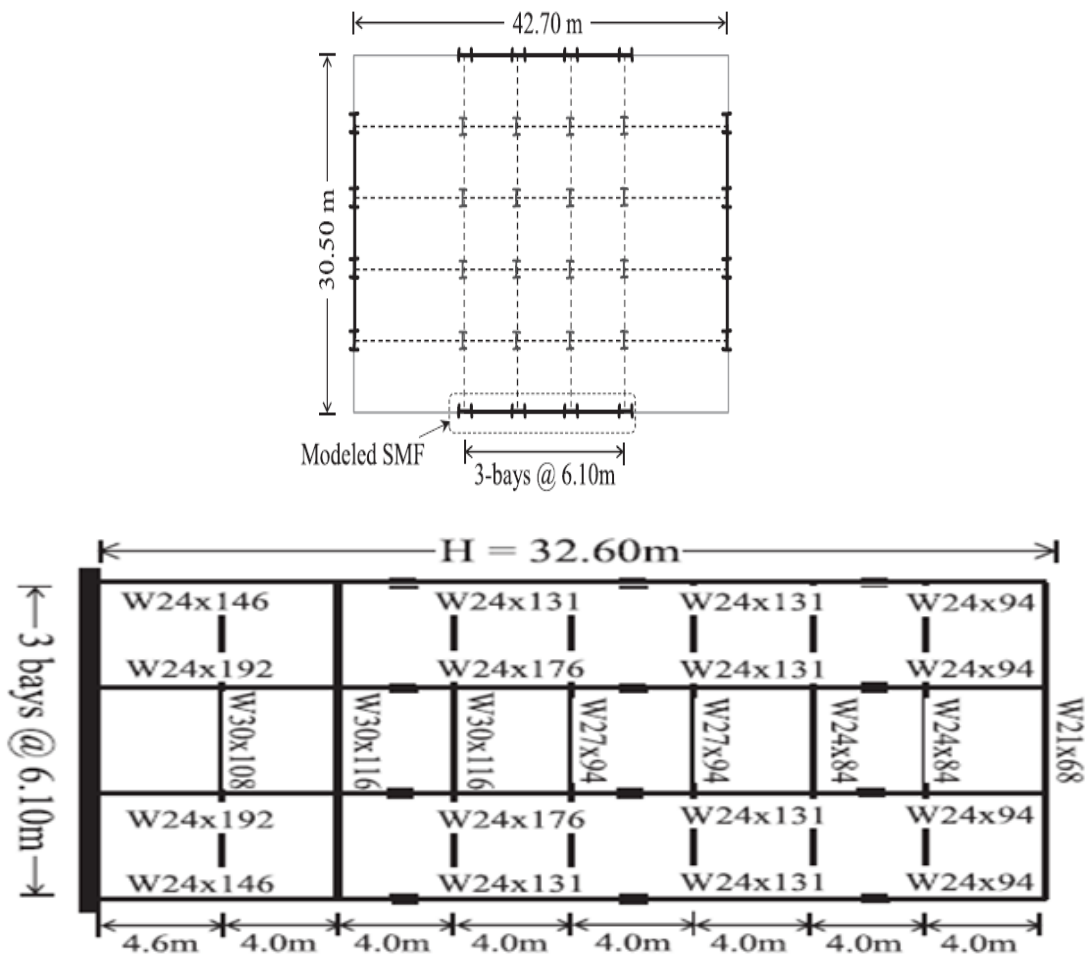 42.70 m
30.50 m
Modeled SMF
3-bays @ 6.10m
H = 32.60m
3 bays @ 6.10m
W24x146 W24x131 W24x131 W24x94
W24x192 W24x176 W24x131 W24x94
W30x108 W30x116 W30x116 W27x94 W27x94 W24x84 W24x84 W21x68
W24x192 W24x176 W24x131 W24x94
W24x146 W24x131 W24x131 W24x94
4.6m 4.0m 4.0m 4.0m 4.0m 4.0m 4.0m 4.0m